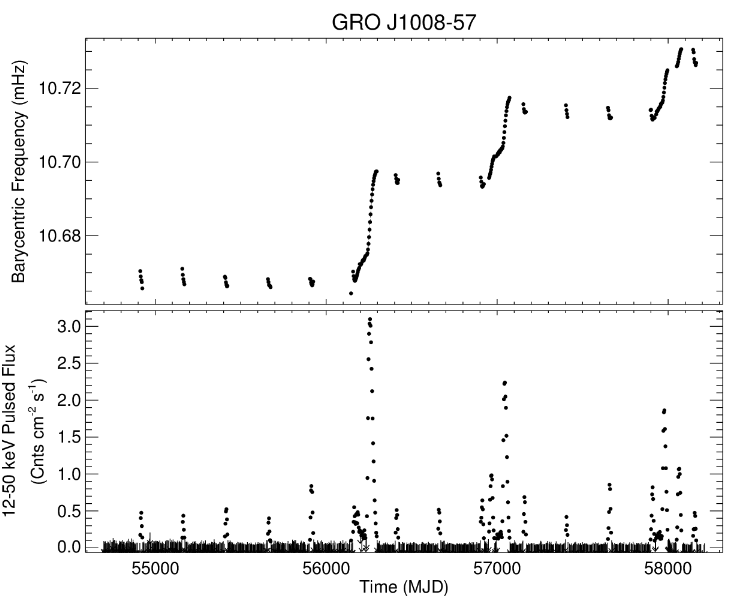 GRO J1008-57
Barycentric Frequency (mHz)
10.72
10.70
10.68
12-50 keV Pulsed Flux
(Cnts cm-2 s-1)
3.0
2.5
2.0
1.5
1.0
0.5
0.0
55000 56000 57000 58000
Time (MJD)